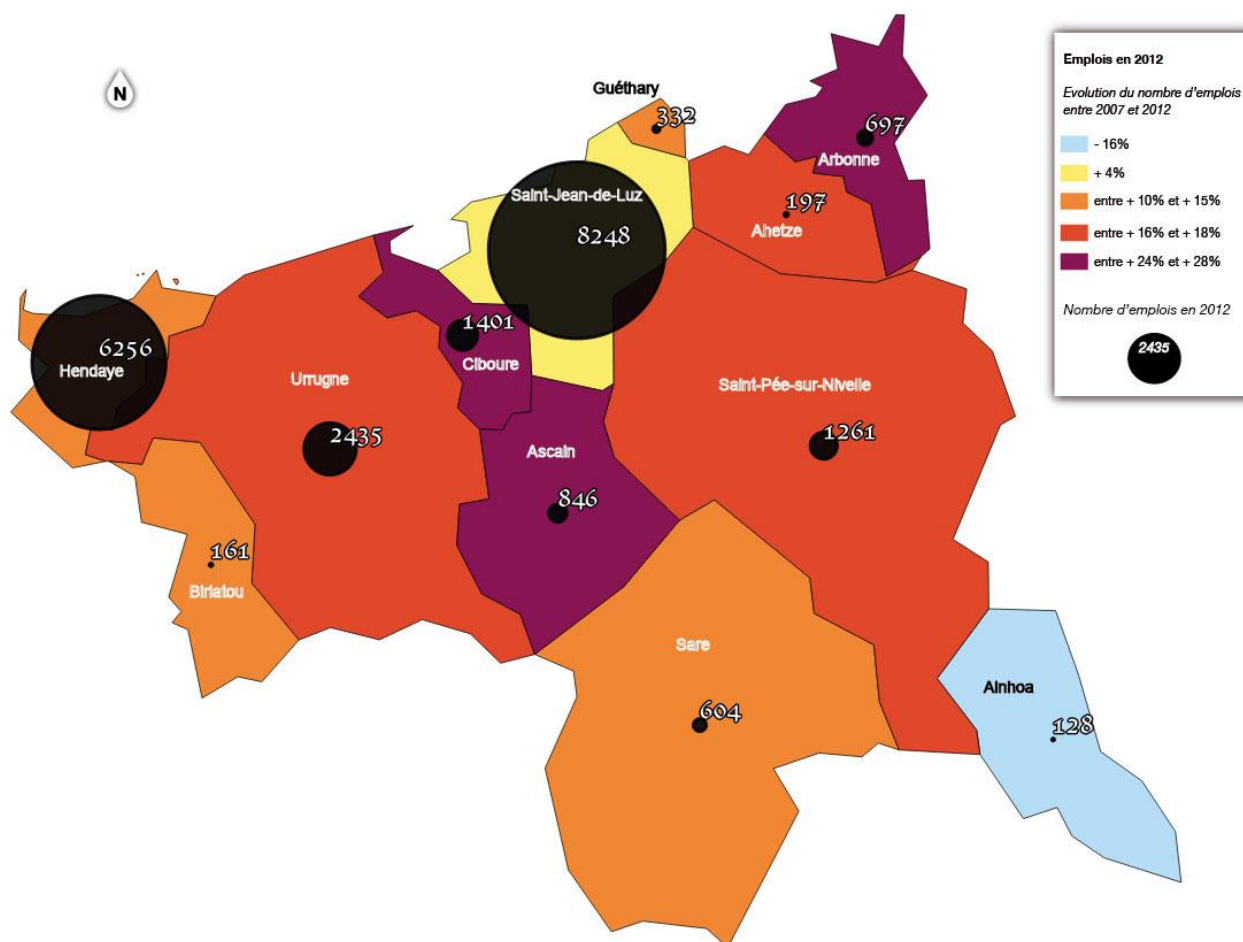 N
Guéthary
332
697
Arbonne
Saint-Jean-de-Luz
8248
197
Ahetze
6256
Hendaye
1401
Ciboure
Urrugne
2435
Saint-Pée-sur-Nivelle
1261
Ascain
846
161
Biriatou
Sare
604
Ainhoa
128
Emplois en 2012
Evolution du nombre d'emplois
entre 2007 et 2012
- 16%
+ 4%
entre + 10% et + 15%
entre + 16% et + 18%
entre + 24% et + 28%
Nombre d'emplois en 2012
2435